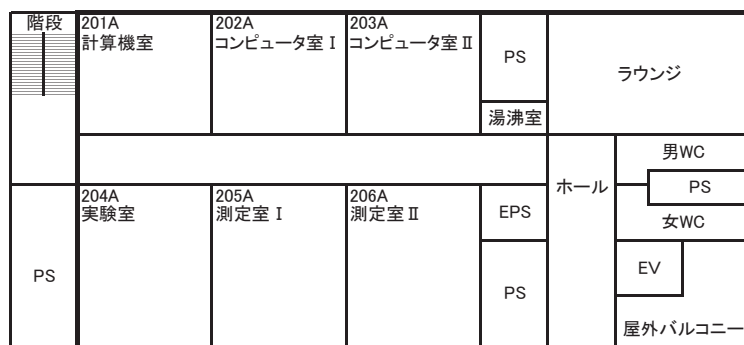 階段
201A
計算機室
202A
コンピュータ室Ⅰ
203A
コンピュータ室Ⅱ
PS
湯沸室
ラウンジ
男WC
PS
女WC
ホール
204A
実験室
205A
測定室Ⅰ
206A
測定室Ⅱ
EPS
PS
PS
EV
屋外バルコニー